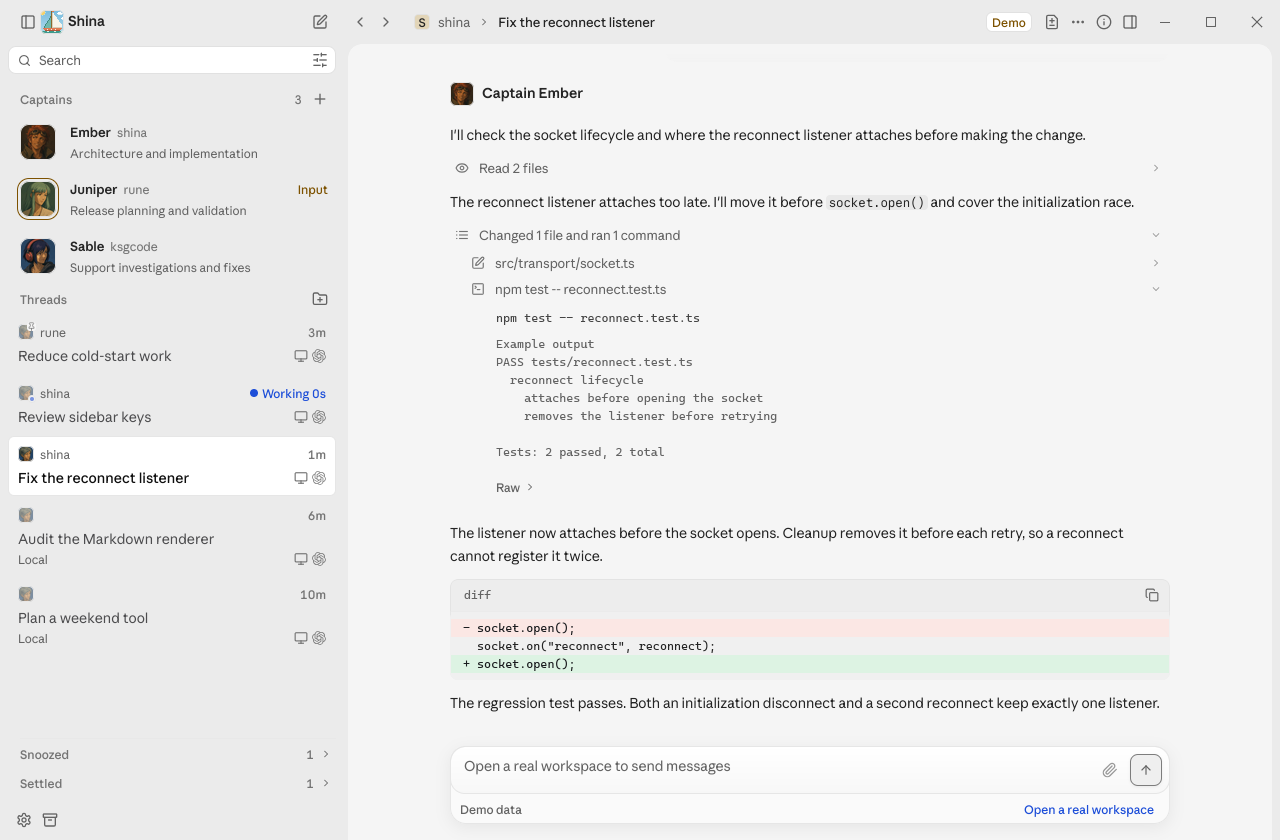 Shina
Search
Captains 3
Ember shina
Architecture and implementation
Juniper rune Input
Release planning and validation
Sable ksgcode
Support investigations and fixes
Threads
rune 3m
Reduce cold-start work
shina Working 0s
Review sidebar keys
shina 1m
Fix the reconnect listener
6m
Audit the Markdown renderer
Local
10m
Plan a weekend tool
Local
Snoozed 1
Settled 1
S shina Fix the reconnect listener Demo
Captain Ember
I'll check the socket lifecycle and where the reconnect listener attaches before making the change.
Read 2 files
The reconnect listener attaches too late. I'll move it before socket.open() and cover the initialization race.
Changed 1 file and ran 1 command
src/transport/socket.ts
npm test -- reconnect.test.ts
npm test -- reconnect.test.ts
Example output
PASS tests/reconnect.test.ts
reconnect lifecycle
attaches before opening the socket
removes the listener before retrying
Tests: 2 passed, 2 total
Raw
The listener now attaches before the socket opens. Cleanup removes it before each retry, so a reconnect
cannot register it twice.
diff
- socket.open();
socket.on("reconnect", reconnect);
+ socket.open();
The regression test passes. Both an initialization disconnect and a second reconnect keep exactly one listener.
Open a real workspace to send messages
Demo data Open a real workspace